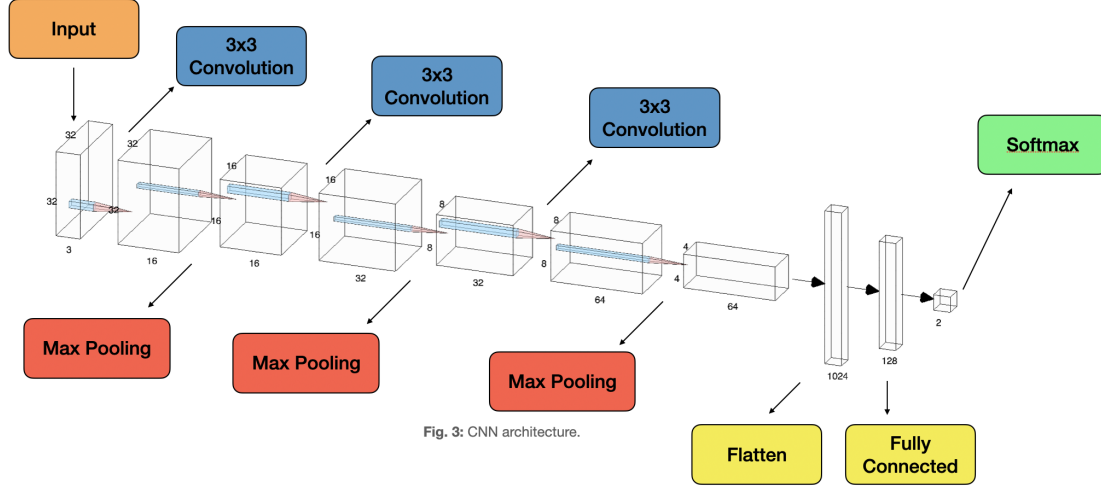 Input
3x3
Convolution
3x3
Convolution
3x3
Convolution
Softmax
32
32
3
32
32
16
16
16
16
16
16
32
8
8
32
8
8
64
4
4
64
1024
128
2
Max Pooling
Max Pooling
Max Pooling
Flatten
Fully
Connected
Fig. 3: CNN architecture.